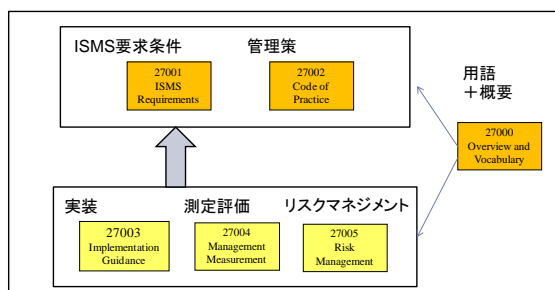 ISMS要求条件
管理策
27001
ISMS
Requirements
27002
Code of
Practice
用語
＋概要
27000
Overview and
Vocabulary
実装
測定評価
リスクマネジメント
27003
Implementation
Guidance
27004
Management
Measurement
27005
Risk
Management